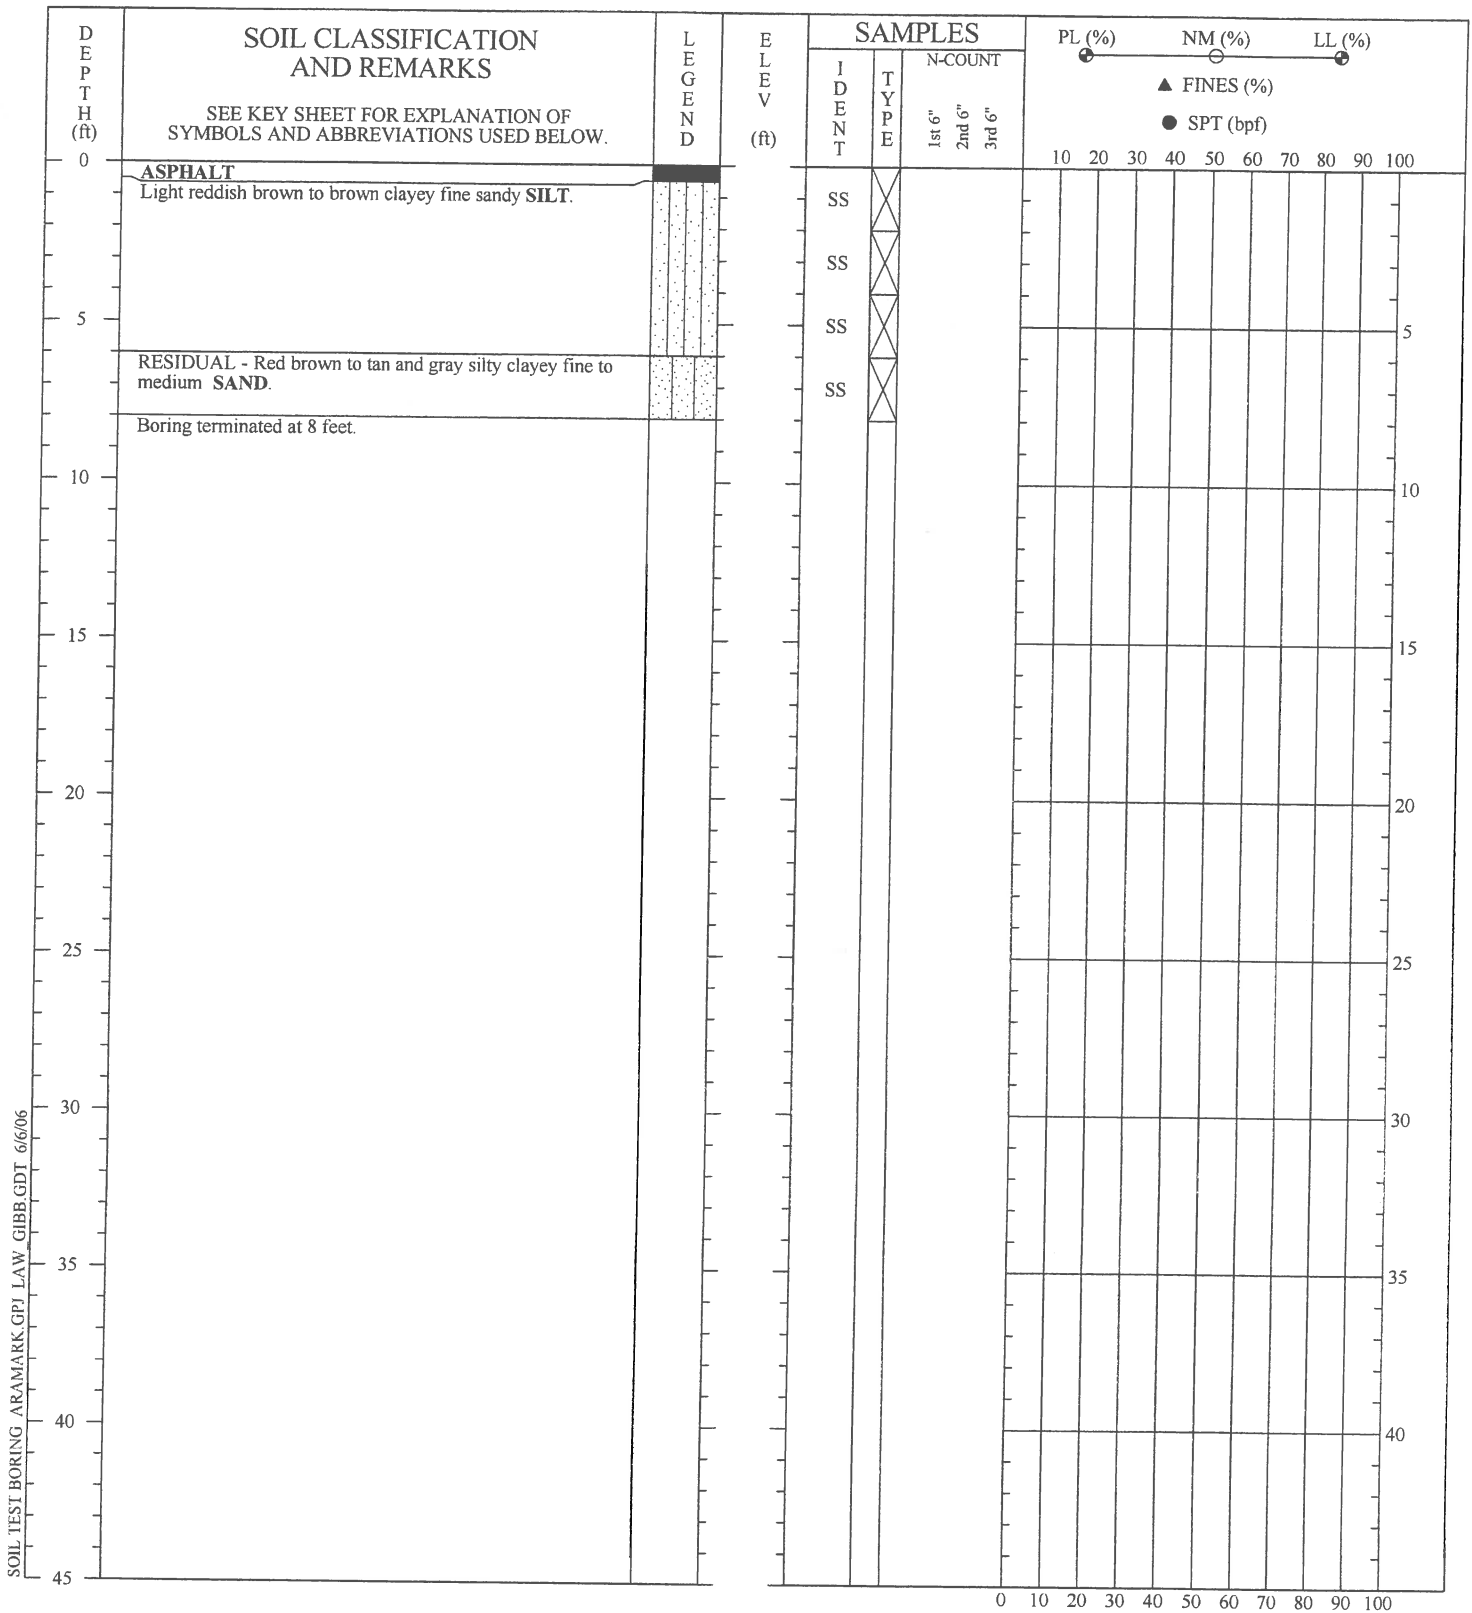 DEPTH (ft)
SOIL CLASSIFICATION
AND REMARKS
SEE KEY SHEET FOR EXPLANATION OF
SYMBOLS AND ABBREVIATIONS USED BELOW.
LEGEND
ELEV (ft)
SAMPLES
IDENT
TYPE
N-COUNT
1st 6"
2nd 6"
3rd 6"
PL (%) NM (%) LL (%)
▲ FINES (%)
● SPT (bpf)
10 20 30 40 50 60 70 80 90 100
0
ASPHALT
Light reddish brown to brown clayey fine sandy SILT.
SS
SS
5 SS 5
RESIDUAL - Red brown to tan and gray silty clayey fine to
medium SAND.
SS
Boring terminated at 8 feet.
10 10
15 15
20 20
25 25
30 30
35 35
40 40
45
0 10 20 30 40 50 60 70 80 90 100
SOIL TEST BORING ARAMARK.GPJ LAW_GIBB.GDT 6/6/06